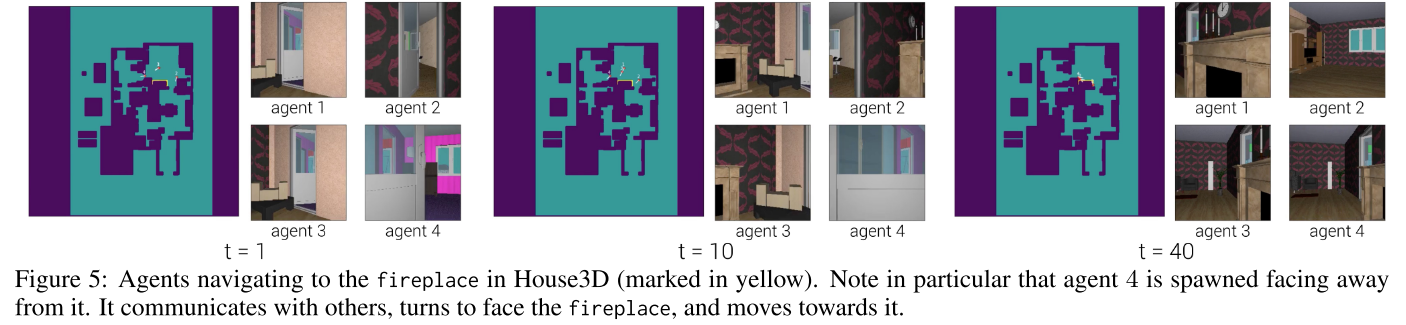 agent 1 agent 2 agent 1 agent 2 agent 1 agent 2
agent 3 agent 4 agent 3 agent 4 agent 3 agent 4
t = 1 t = 10 t = 40
Figure 5: Agents navigating to the fireplace in House3D (marked in yellow). Note in particular that agent 4 is spawned facing away
from it. It communicates with others, turns to face the fireplace, and moves towards it.